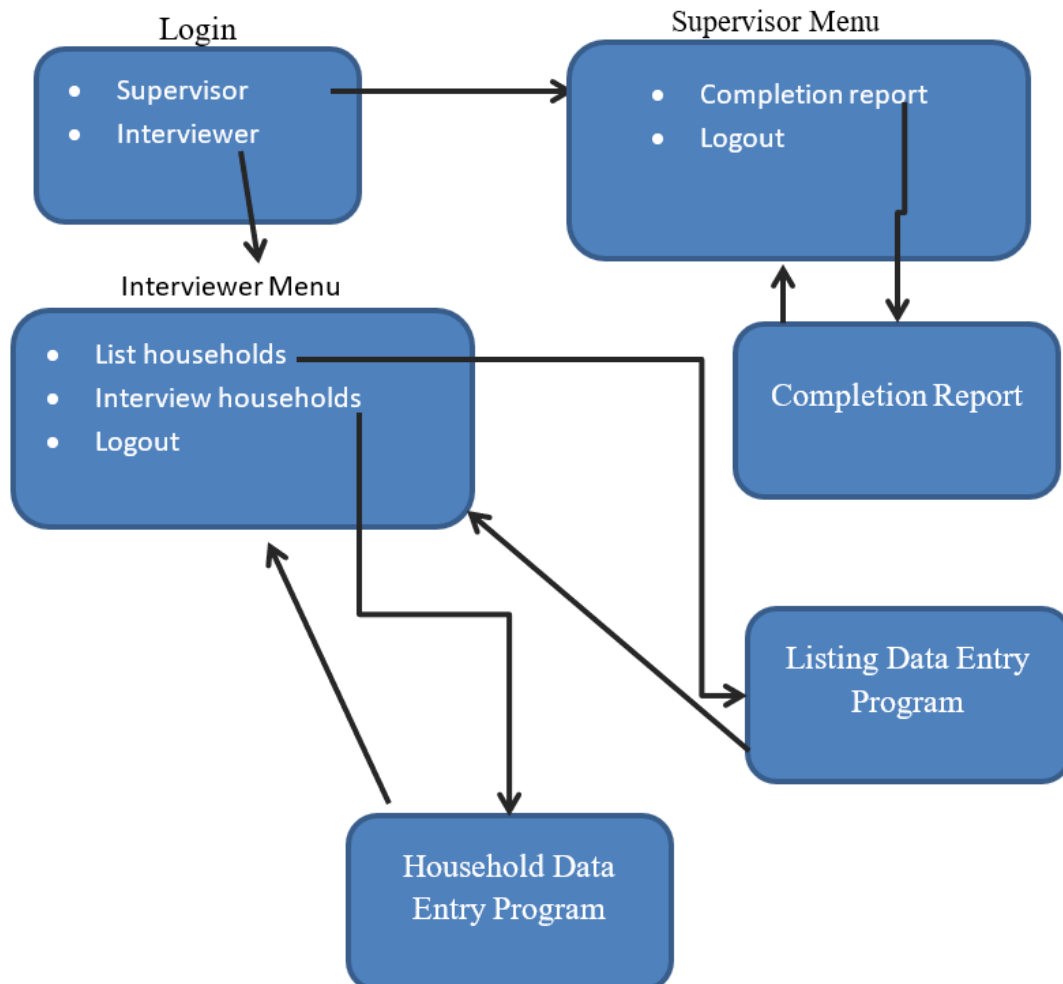 Login
• Supervisor
• Interviewer
Supervisor Menu
• Completion report
• Logout
Interviewer Menu
• List households
• Interview households
• Logout
Completion Report
Listing Data Entry
Program
Household Data
Entry Program